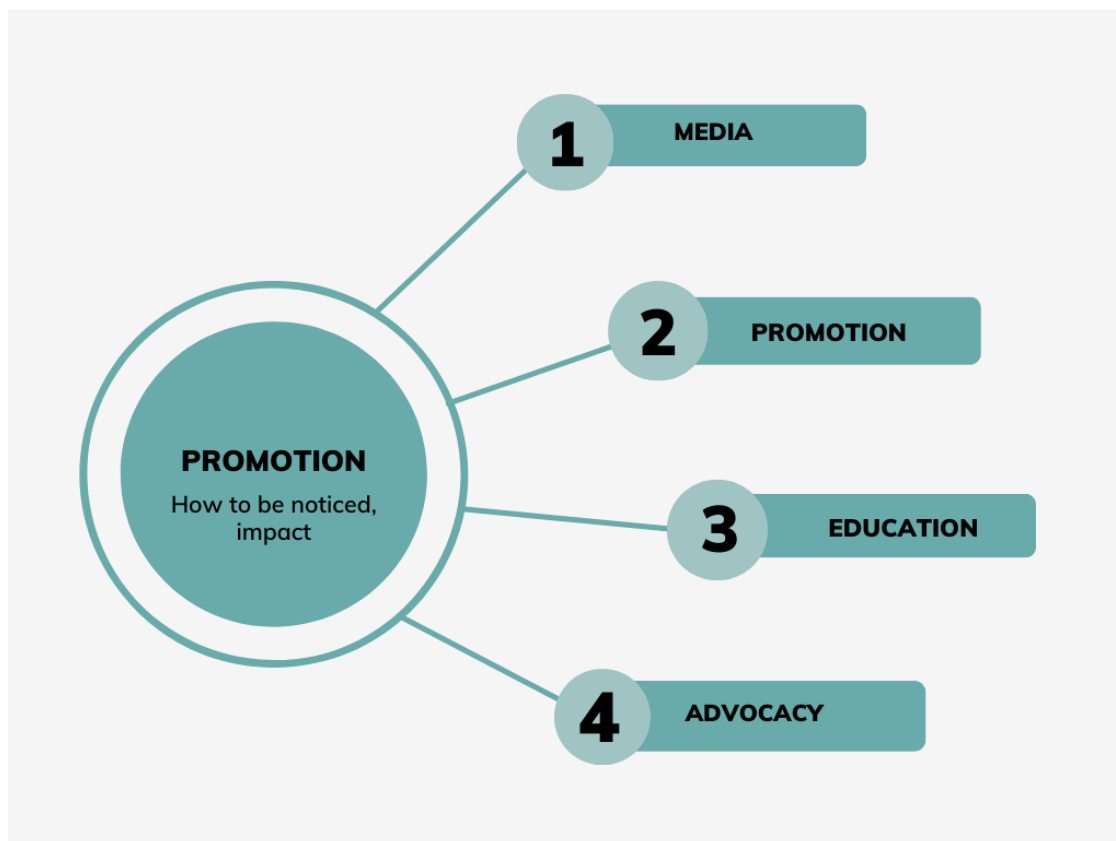 1
MEDIA
2
PROMOTION
3
EDUCATION
4
ADVOCACY
PROMOTION
How to be noticed,
impact